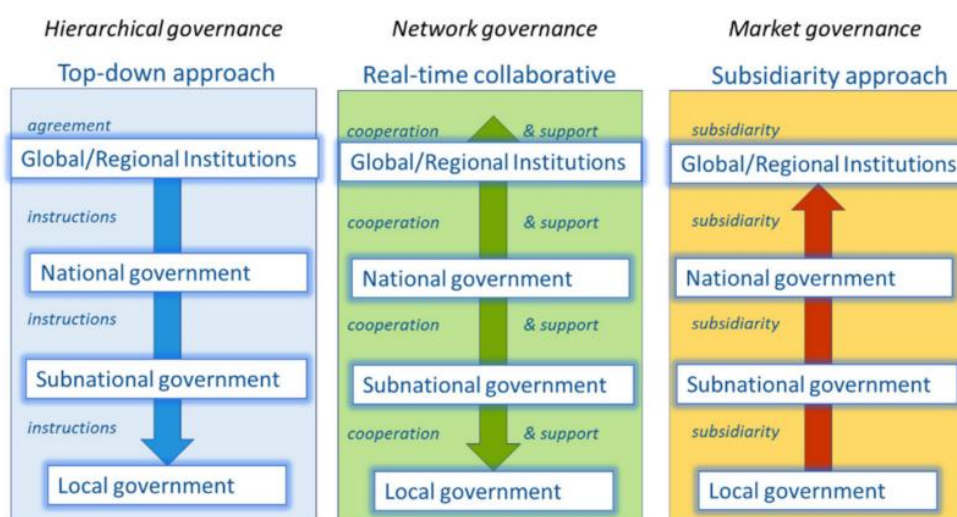 Hierarchical governance
Top-down approach
agreement
Global/Regional Institutions
instructions
National government
instructions
Subnational government
instructions
Local government
Network governance
Real-time collaborative
cooperation & support
Global/Regional Institutions
cooperation & support
National government
cooperation & support
Subnational government
cooperation & support
Local government
Market governance
Subsidiarity approach
subsidiarity
Global/Regional Institutions
subsidiarity
National government
subsidiarity
Subnational government
subsidiarity
Local government